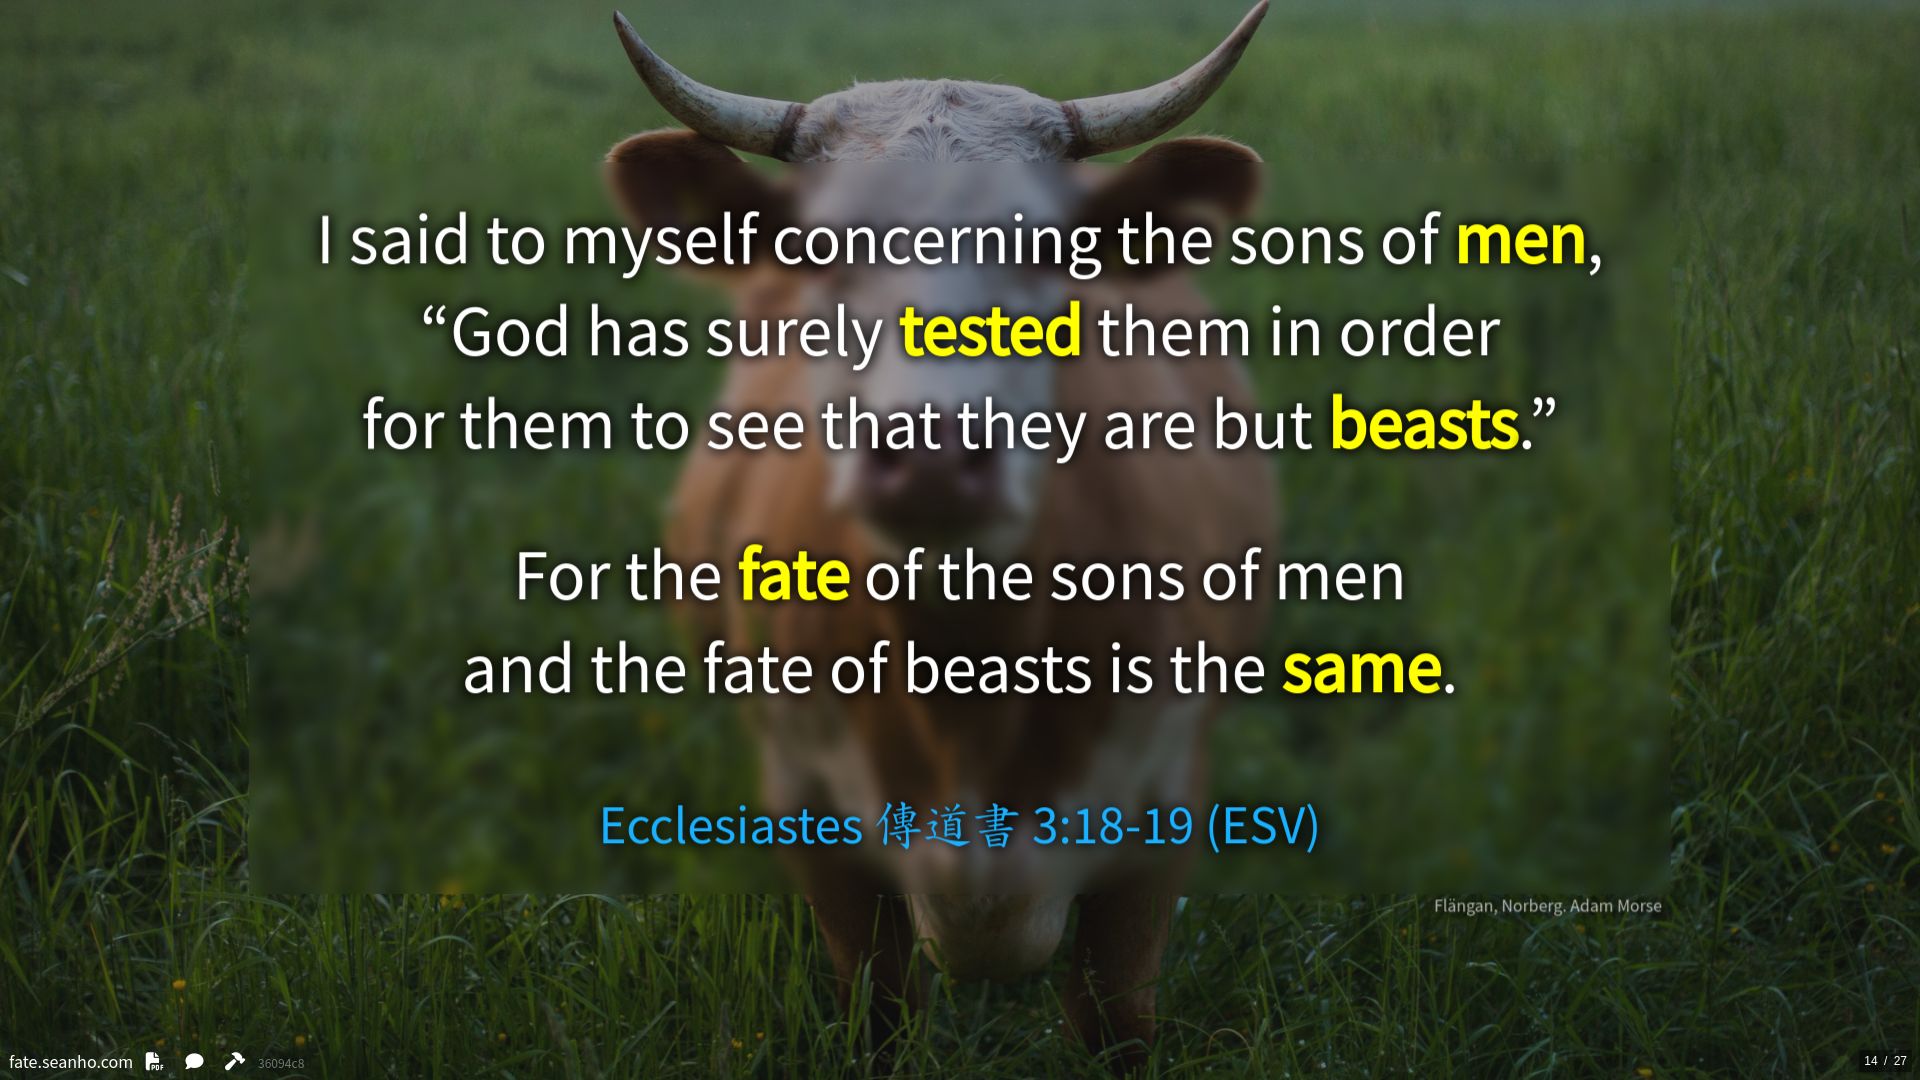 I said to myself concerning the sons of men,
“God has surely tested them in order
for them to see that they are but beasts.”
For the fate of the sons of men
and the fate of beasts is the same.
Ecclesiastes 傳道書 3:18-19 (ESV)
Flängan, Norberg. Adam Morse
fate.seanho.com PDF 36094c8
14 / 27